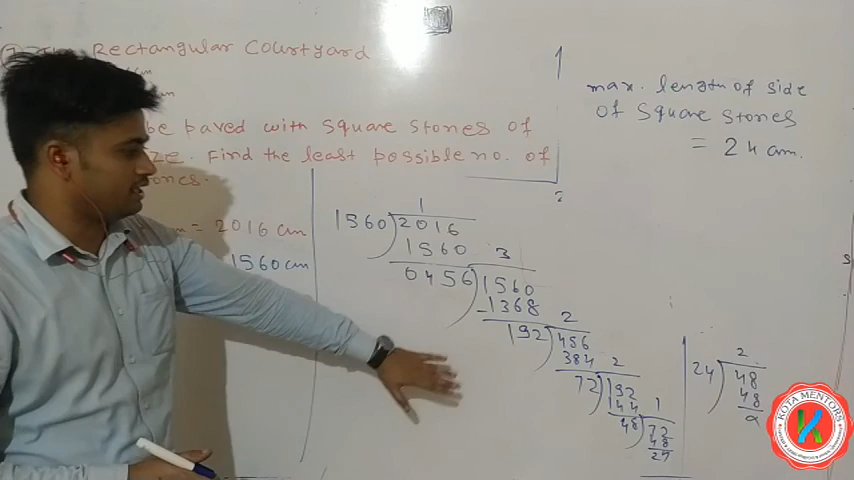 Rectangular Courtyard
cm
m
be paved with square stones of
ze. Find the least possible no. of
ones.
m = 2016 cm
1560 cm
1
1560 2016
1560 3
0456 1560
-1368 2
192 456
384 2
72 192
144 1
48 72
48
24
2
24 48
48
max. length of side
of square stones
= 24 cm.
KOTA MENTORS